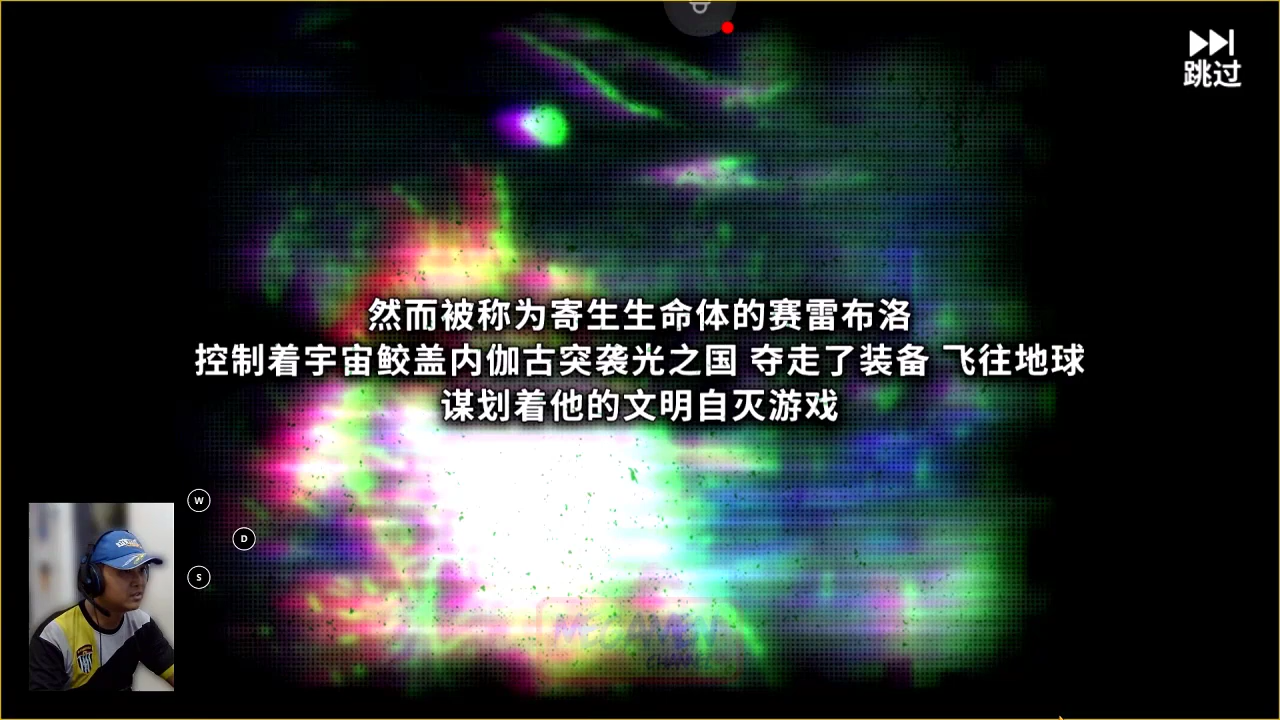 跳过
然而被称为寄生生命体的赛雷布洛
控制着宇宙鲛盖内伽古突袭光之国 夺走了装备 飞往地球
谋划着他的文明自灭游戏
W
D
S